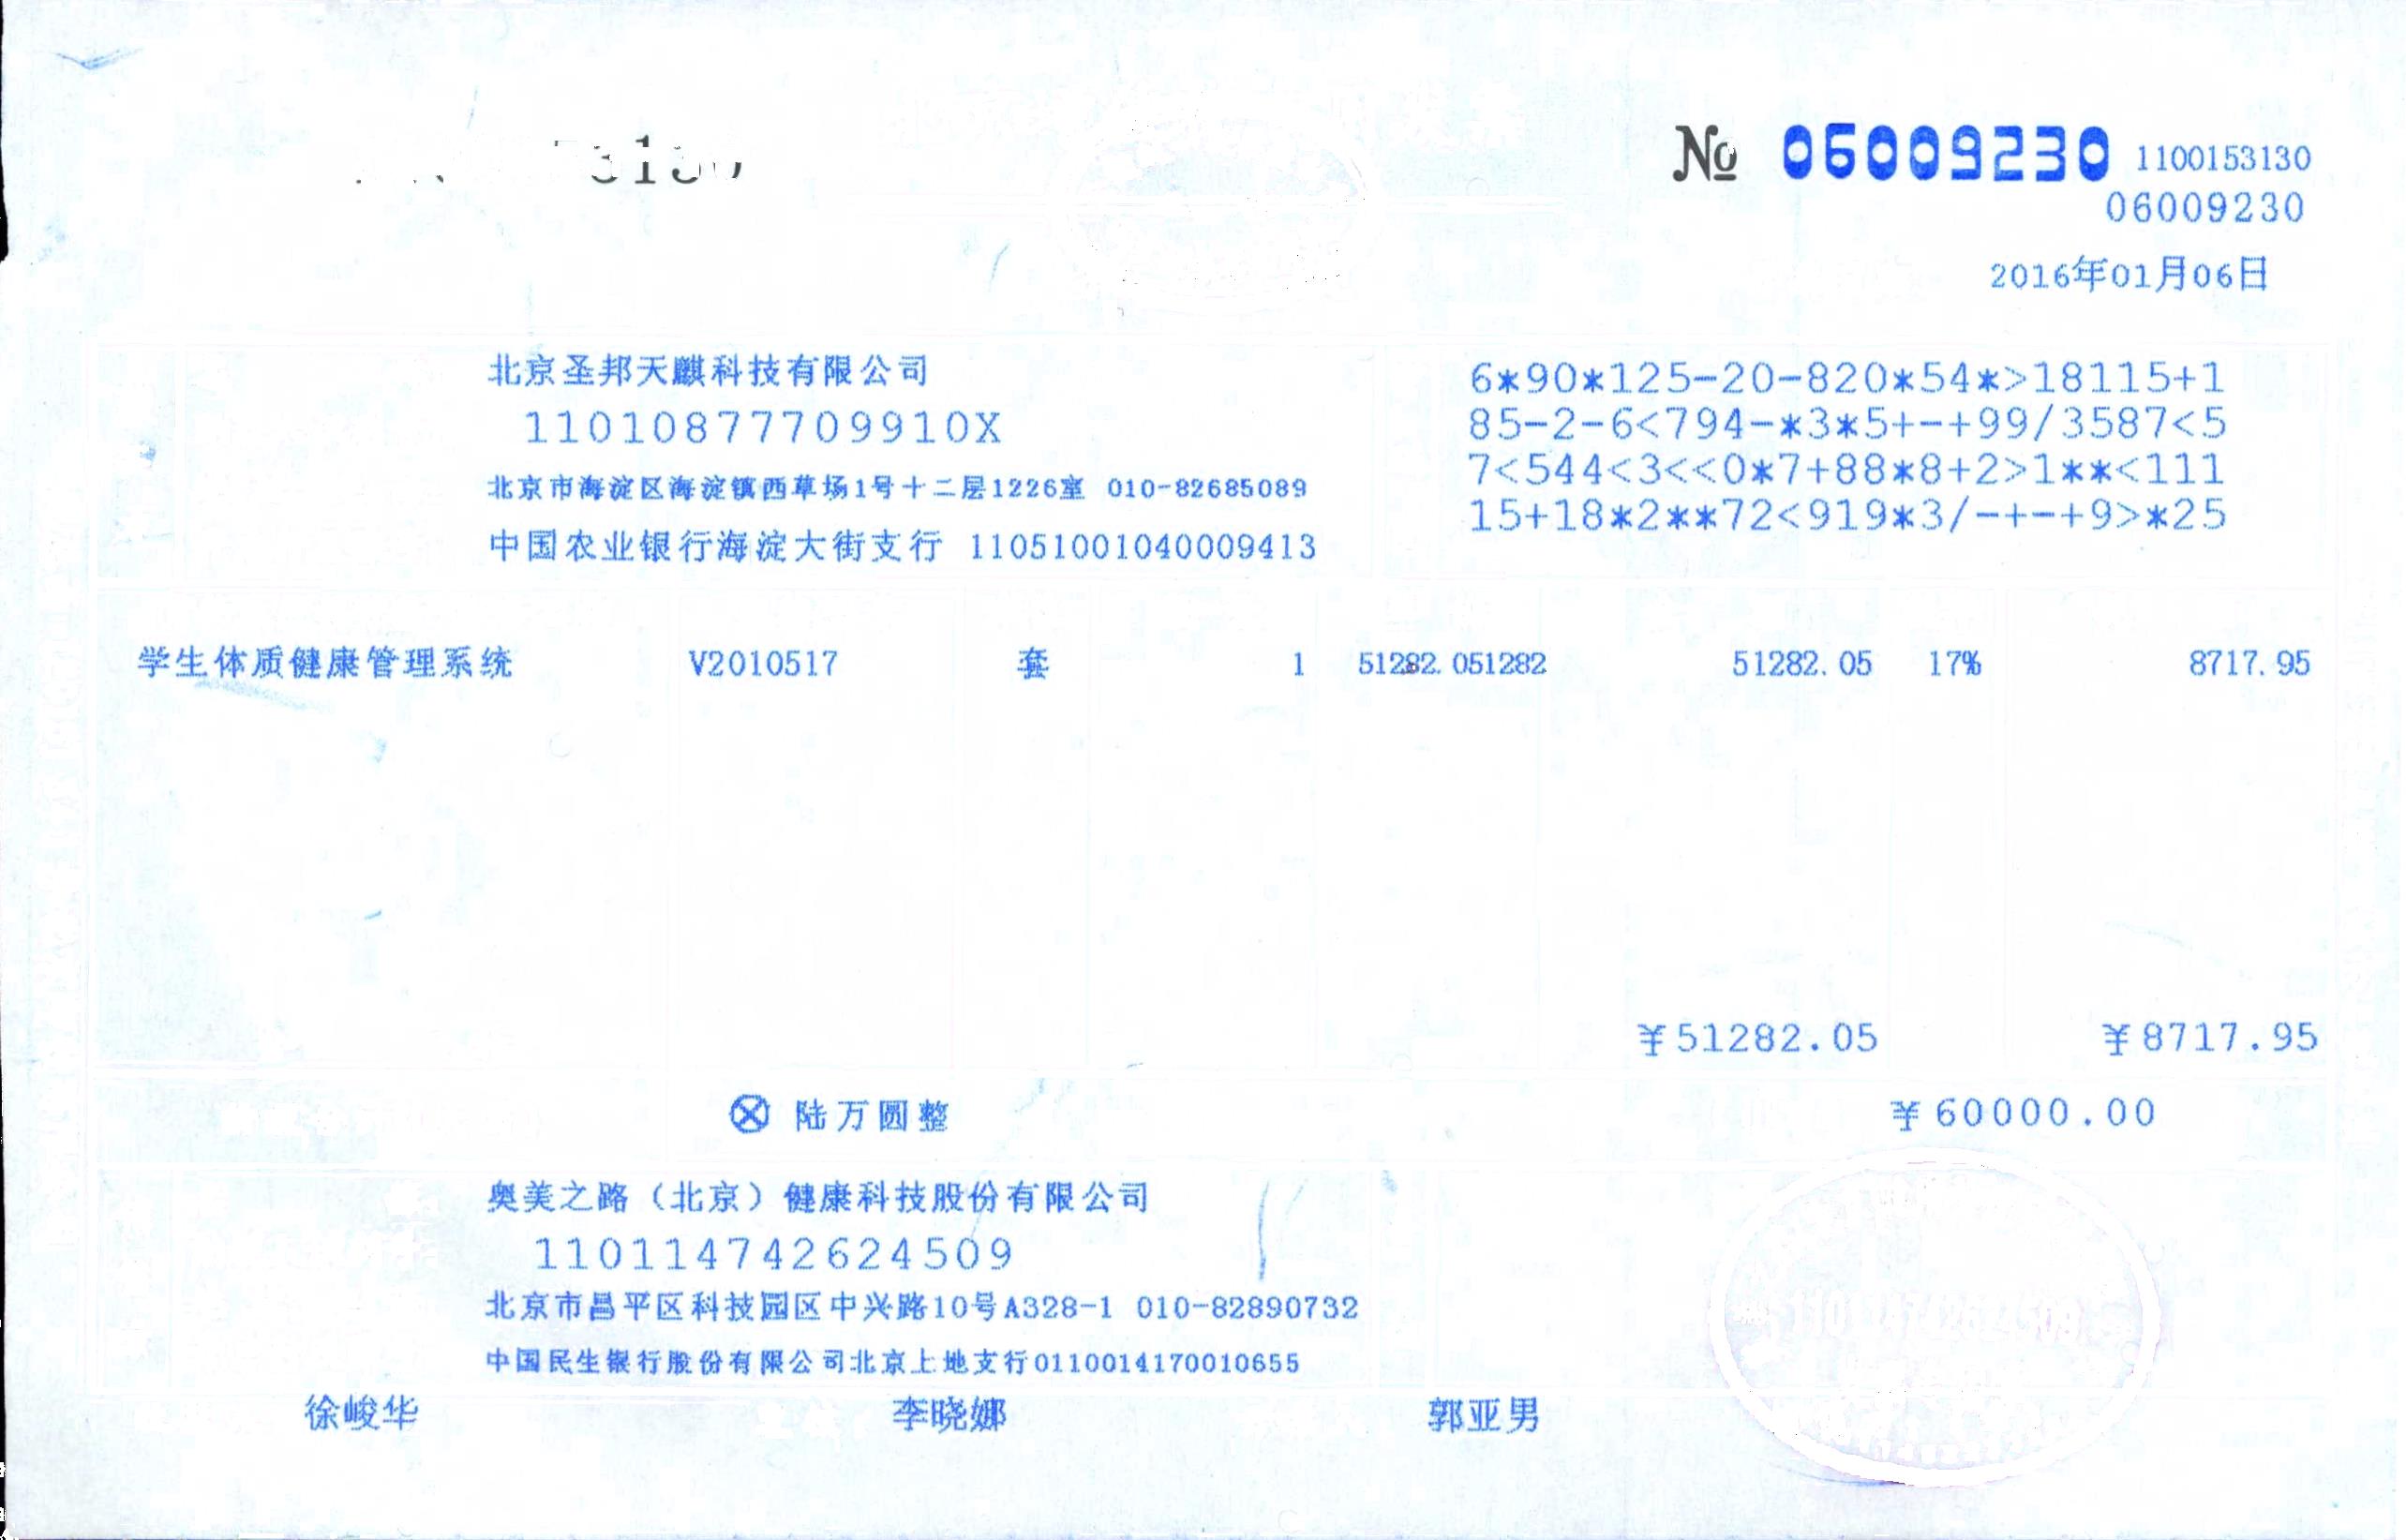 № 06009230 1100153130
06009230
2016年01月06日
北京圣邦天麒科技有限公司
11010877709910X
北京市海淀区海淀镇西草场1号十二层1226室 010-82685089
中国农业银行海淀大街支行 11051001040009413
6*90*125-20-820*54*>18115+1
85-2-6<794-*3*5+-+99/3587<5
7<544<3<<0*7+88*8+2>1**<111
15+18*2**72<919*3/-+-+9>*25
学生体质健康管理系统 V2010517 套 1 51282.051282 51282.05 17% 8717.95
¥51282.05 ¥8717.95
ⓧ 陆万圆整 ¥60000.00
奥美之路（北京）健康科技股份有限公司
110114742624509
北京市昌平区科技园区中兴路10号A328-1 010-82890732
中国民生银行股份有限公司北京上地支行0110014170010655
徐峻华 李晓娜 郭亚男